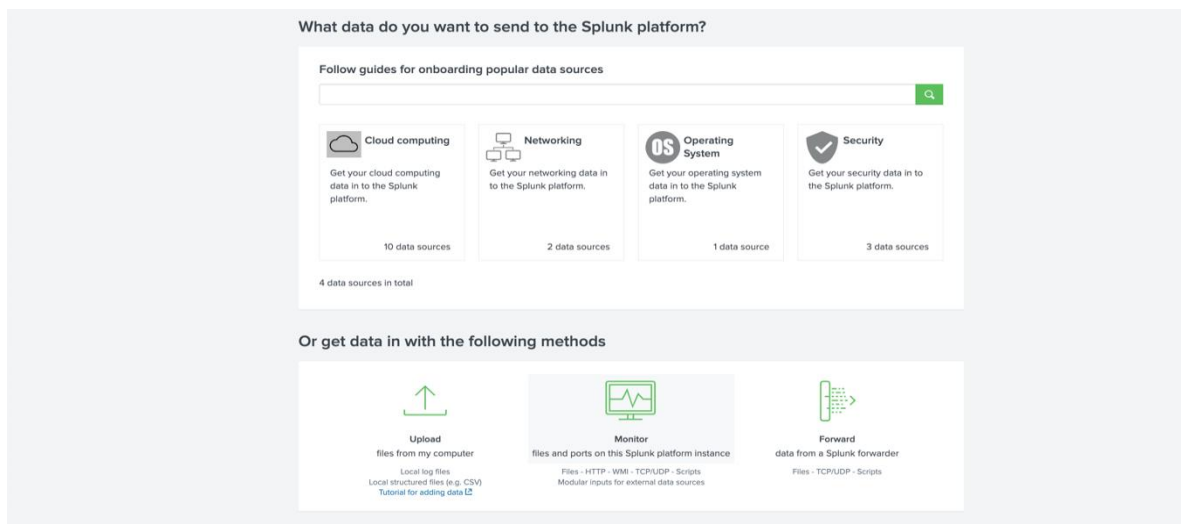 What data do you want to send to the Splunk platform?
Follow guides for onboarding popular data sources
Cloud computing
Get your cloud computing
data in to the Splunk
platform.
10 data sources
Networking
Get your networking data in
to the Splunk platform.
2 data sources
OS
Operating
System
Get your operating system
data in to the Splunk
platform.
1 data source
Security
Get your security data in to
the Splunk platform.
3 data sources
4 data sources in total
Or get data in with the following methods
Upload
files from my computer
Local log files
Local structured files (e.g. CSV)
Tutorial for adding data
Monitor
files and ports on this Splunk platform instance
Files - HTTP - WMI - TCP/UDP - Scripts
Modular inputs for external data sources
Forward
data from a Splunk forwarder
Files - TCP/UDP - Scripts